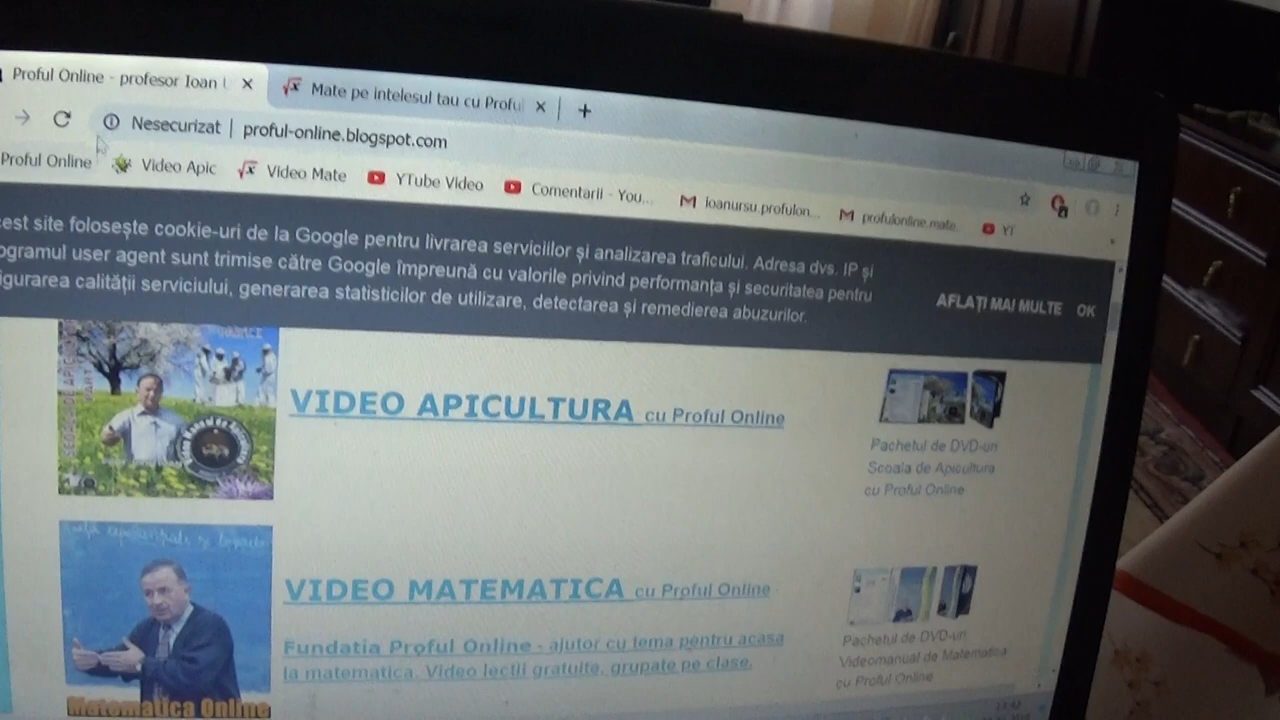 Proful Online - profesor Ioan
Mate pe intelesul tau cu Proful
Nesecurizat | proful-online.blogspot.com
Proful Online
Video Apic
Video Mate
YTube Video
Comentarii - You...
Ioanursu.profulon...
profulonline.mate...
YT
cest site folosește cookie-uri de la Google pentru livrarea serviciilor și analizarea traficului. Adresa dvs. IP și
ogramul user agent sunt trimise către Google împreună cu valorile privind performanța și securitatea pentru
igurarea calității serviciului, generarea statisticilor de utilizare, detectarea și remedierea abuzurilor.
AFLAȚI MAI MULTE OK
VIDEO APICULTURA cu Proful Online
Pachetul de DVD-uri
Scoala de Apicultura
cu Proful Online
VIDEO MATEMATICA cu Proful Online
Fundatia Proful Online - ajutor cu tema pentru acasa
la matematica. Video lectii gratuite, grupate pe clase.
Matematica Online
Pachetul de DVD-uri
Videomanual de Matematica
cu Proful Online